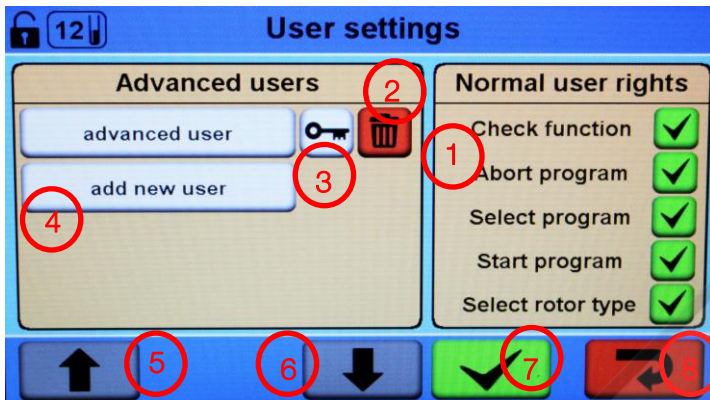 12
User settings
Advanced users
2
advanced user
3
add new user
4
Normal user rights
1
Check function
Abort program
Select program
Start program
Select rotor type
5
6
7
8